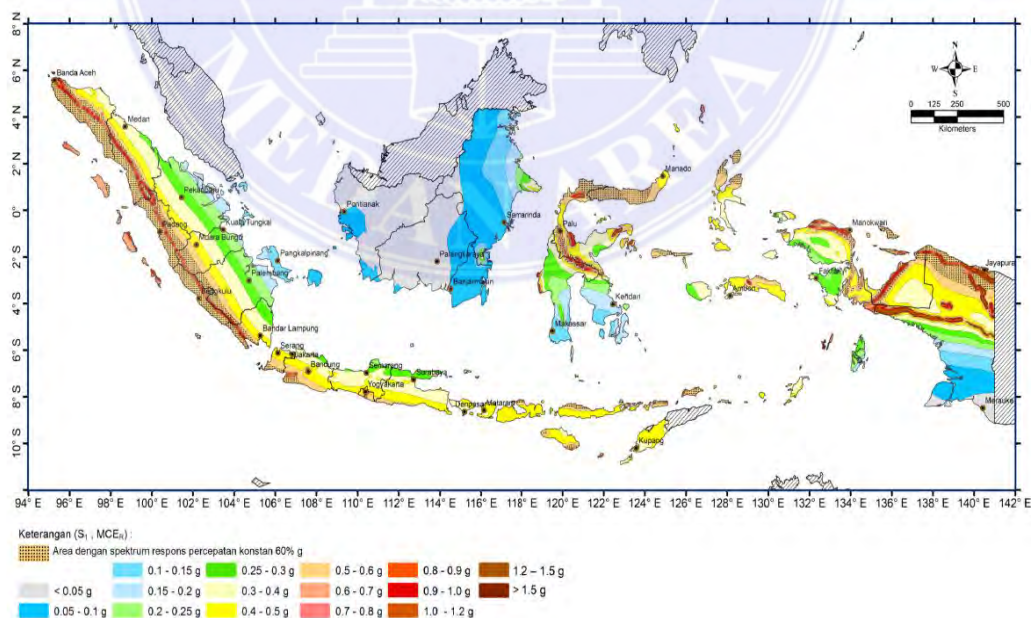 MEDAN AREA
8° N
6° N
4° N
2° N
0°
2° S
4° S
6° S
8° S
10° S
N
W E
S
0 125 250 500
Kilometers
Banda Aceh
Medan
Pekanbaru
Kuala Tungkal
Padang
Muara Bungo
Pangkalpinang
Palembang
Bengkulu
Bandar Lampung
Serang
Jakarta
Bandung
Semarang
Surabaya
Yogyakarta
Denpasar
Mataram
Kupang
Pontianak
Palangkaraya
Samarinda
Banjarmasin
Manado
Palu
Kendari
Makassar
Ambon
Fakfak
Manokwari
Jayapura
Merauke
94° E 96° E 98° E 100° E 102° E 104° E 106° E 108° E 110° E 112° E 114° E 116° E 118° E 120° E 122° E 124° E 126° E 128° E 130° E 132° E 134° E 136° E 138° E 140° E 142° E
Keterangan (S₁ , MCER) :
Area dengan spektrum respons percepatan konstan 60% g
0.1 - 0.15 g 0.25 - 0.3 g 0.5 - 0.6 g 0.8 - 0.9 g 1.2 – 1.5 g
< 0.05 g 0.15 - 0.2 g 0.3 - 0.4 g 0.6 - 0.7 g 0.9 - 1.0 g > 1.5 g
0.05 - 0.1 g 0.2 - 0.25 g 0.4 - 0.5 g 0.7 - 0.8 g 1.0 - 1.2 g